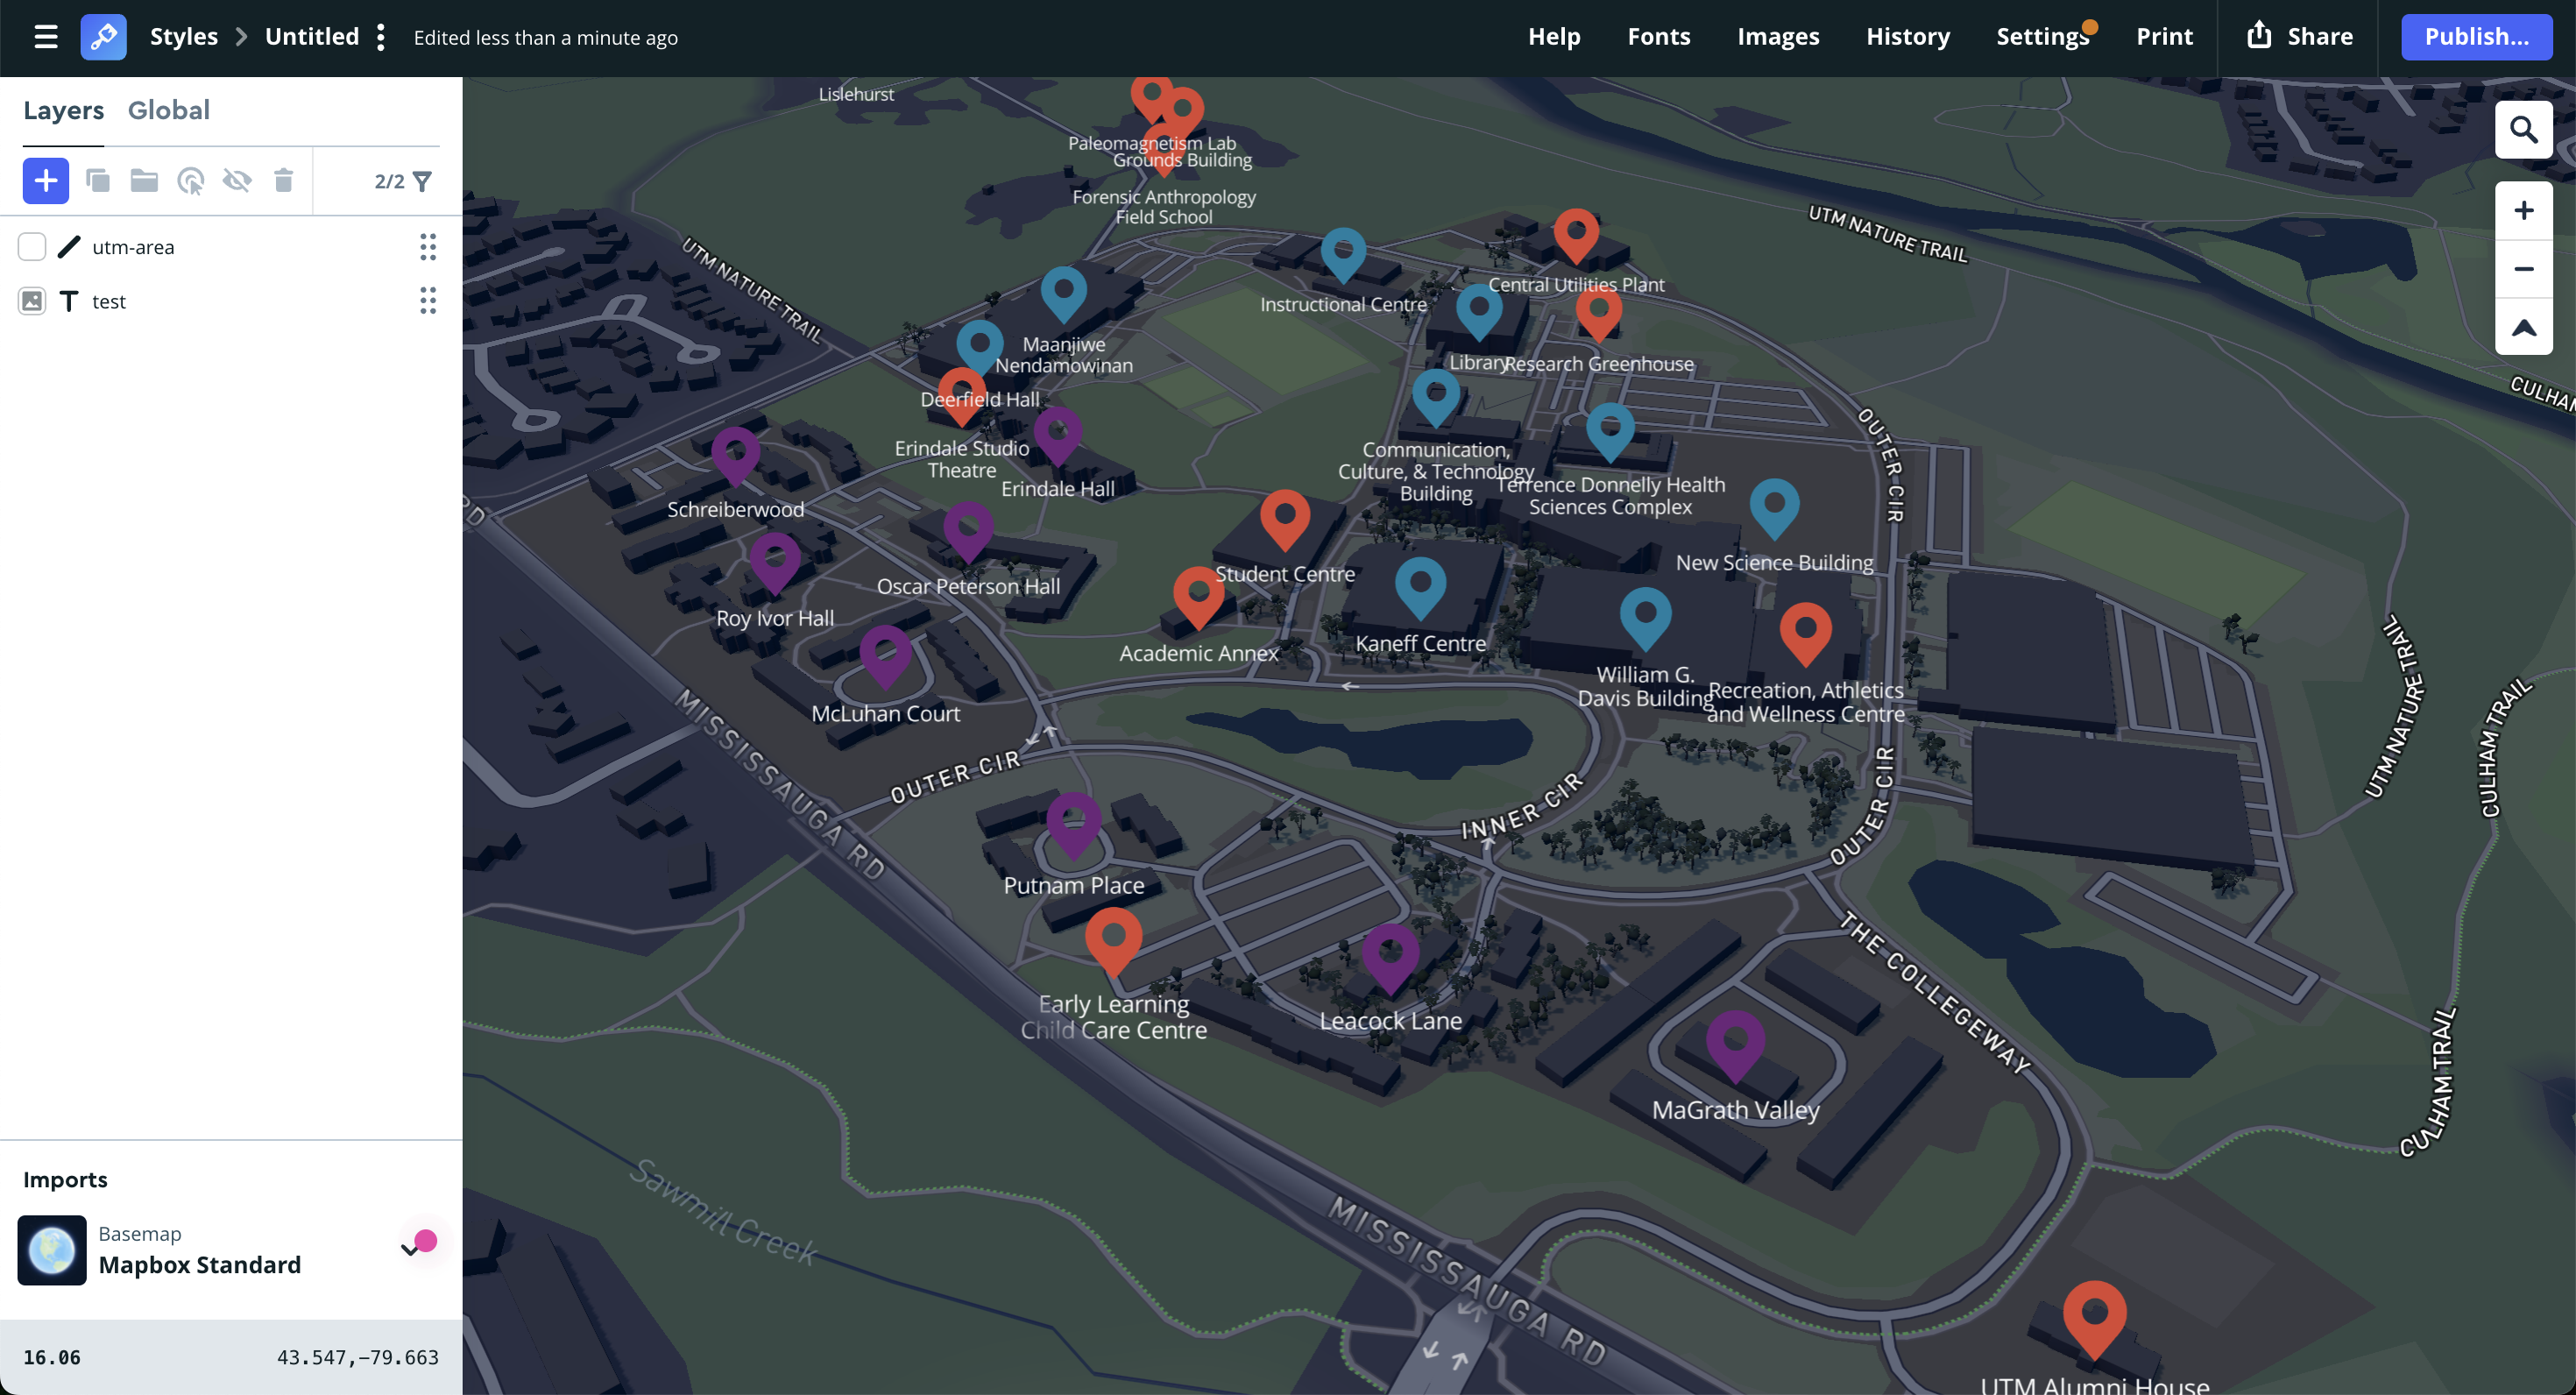 Styles
Untitled
Edited less than a minute ago
Help
Fonts
Images
History
Settings
Print
Share
Publish...
Layers
Global
2/2
utm-area
test
Imports
Basemap
Mapbox Standard
16.06
43.547,-79.663
Lislehurst
Paleomagnetism Lab
Grounds Building
Forensic Anthropology
Field School
UTM NATURE TRAIL
UTM NATURE TRAIL
Central Utilities Plant
Instructional Centre
Maanjiwe
Nendamowinan
Library
Research Greenhouse
Deerfield Hall
Erindale Studio
Theatre
Erindale Hall
Communication,
Culture, & Technology
Building
Terrence Donnelly Health
Sciences Complex
OUTER CIR
RD
Schreiberwood
New Science Building
Student Centre
Oscar Peterson Hall
Roy Ivor Hall
Academic Annex
Kaneff Centre
William G.
Davis Building
Recreation, Athletics
and Wellness Centre
McLuhan Court
MISSISSAUGA RD
OUTER CIR
INNER CIR
OUTER CIR
UTM NATURE TRAIL
CULHAM TRAIL
Putnam Place
Early Learning
Child Care Centre
Leacock Lane
THE COLLEGEWAY
MaGrath Valley
CULHAM TRAIL
Sawmill Creek
MISSISSAUGA RD
UTM Alumni House